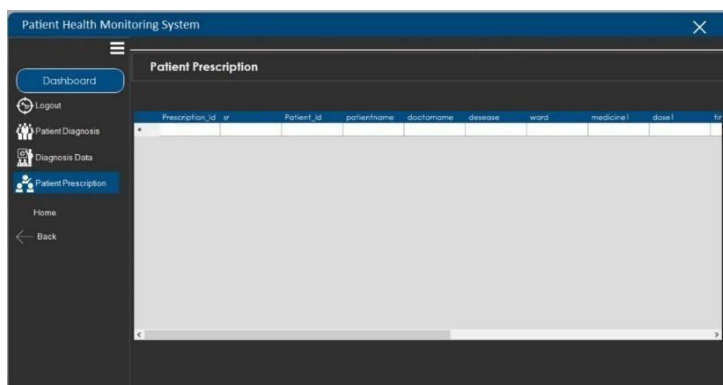 Patient Health Monitoring System
Dashboard
Logout
Patient Diagnosis
Diagnosis Data
Patient Prescription
Home
Back
Patient Prescription
Prescription_Id sr Patient_Id patientname doctorname desease ward medicine1 dose1